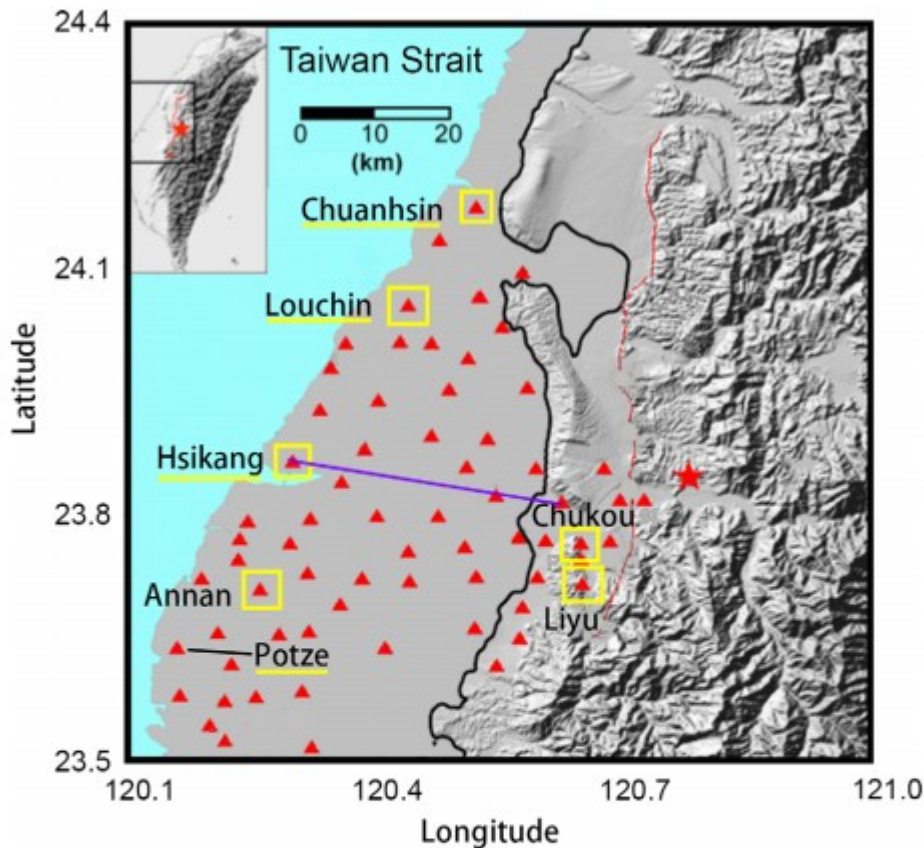 24.4
Taiwan Strait
0 10 20
(km)
Chuanhsin
24.1
Louchin
Latitude
Hsikang
23.8
Chukou
Annan
Liyu
Potze
23.5
120.1 120.4 120.7 121.0
Longitude